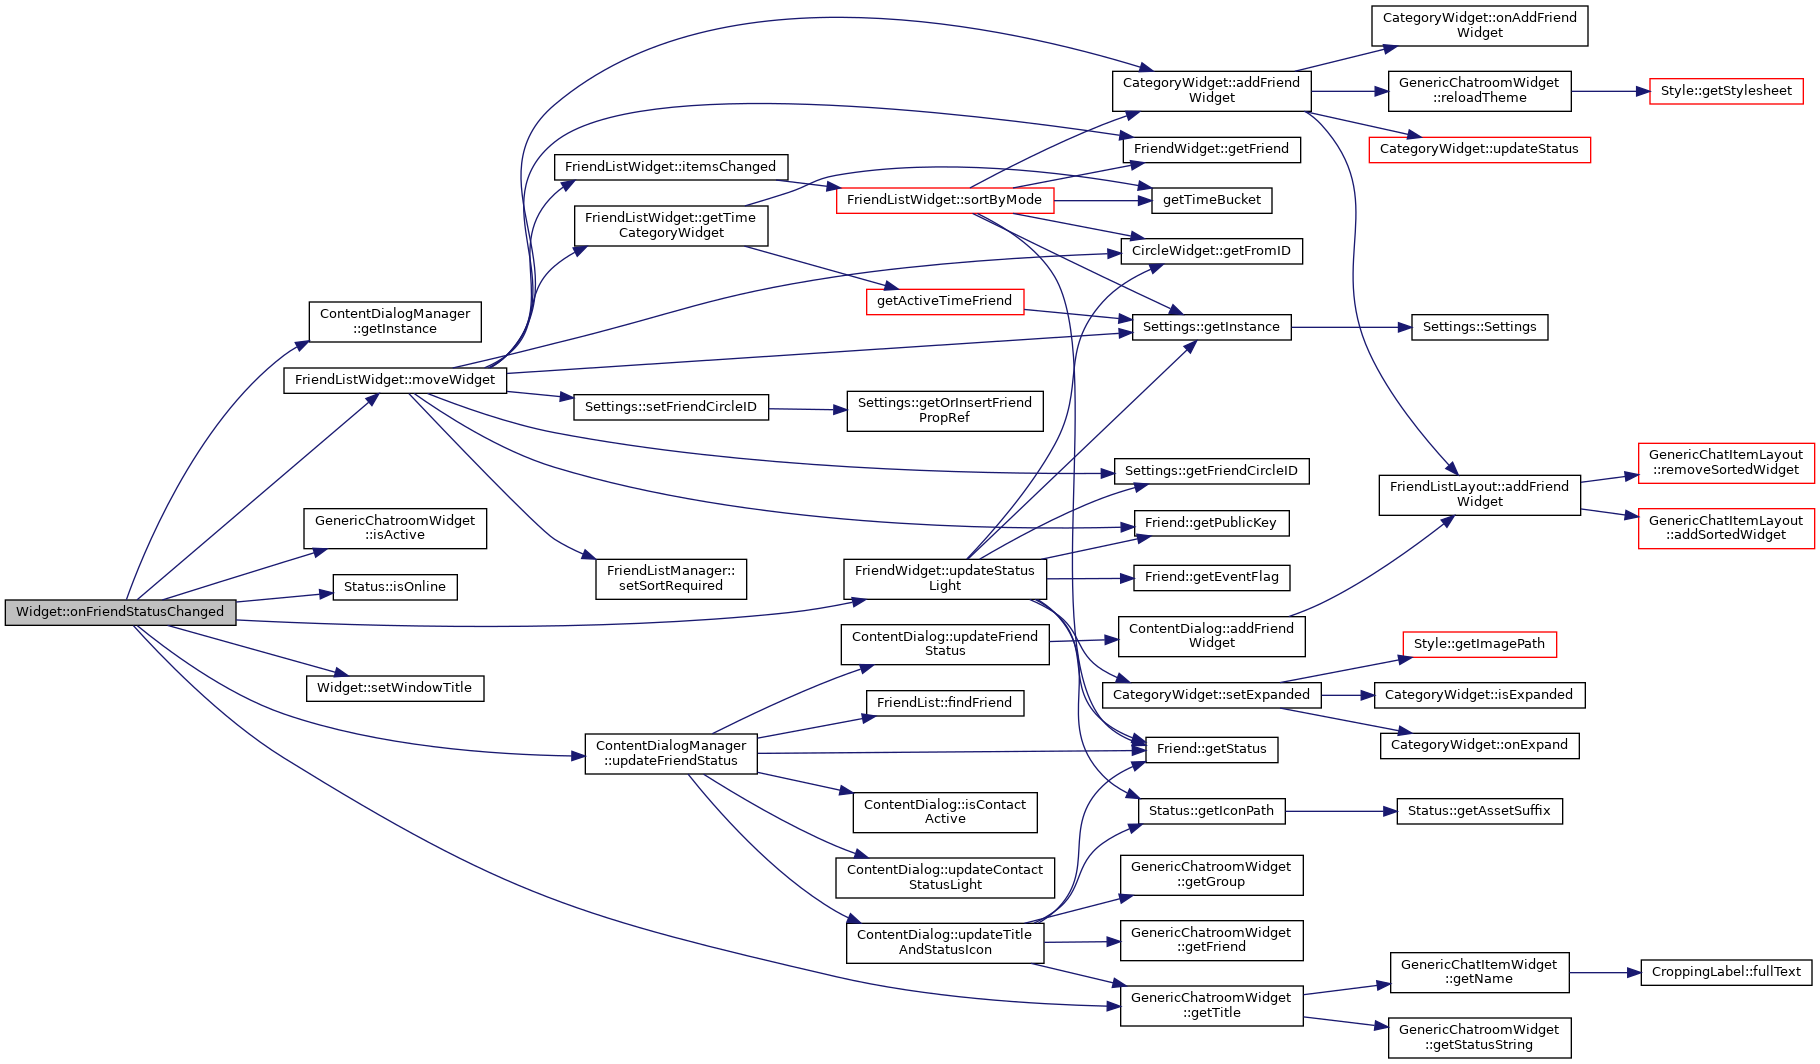 Widget::onFriendStatusChanged
ContentDialogManager
::getInstance
FriendListWidget::moveWidget
GenericChatroomWidget
::isActive
Status::isOnline
Widget::setWindowTitle
FriendListWidget::itemsChanged
FriendListWidget::getTime
CategoryWidget
Settings::setFriendCircleID
FriendListManager::
setSortRequired
ContentDialogManager
::updateFriendStatus
FriendListWidget::sortByMode
getActiveTimeFriend
Settings::getOrInsertFriend
PropRef
FriendWidget::updateStatus
Light
ContentDialog::updateFriend
Status
FriendList::findFriend
ContentDialog::isContact
Active
ContentDialog::updateContact
StatusLight
ContentDialog::updateTitle
AndStatusIcon
CategoryWidget::addFriend
Widget
FriendWidget::getFriend
getTimeBucket
CircleWidget::getFromID
Settings::getInstance
Settings::getFriendCircleID
Friend::getPublicKey
Friend::getEventFlag
ContentDialog::addFriend
Widget
CategoryWidget::setExpanded
Friend::getStatus
Status::getIconPath
GenericChatroomWidget
::getGroup
GenericChatroomWidget
::getFriend
GenericChatroomWidget
::getTitle
CategoryWidget::onAddFriend
Widget
GenericChatroomWidget
::reloadTheme
CategoryWidget::updateStatus
Settings::Settings
FriendListLayout::addFriend
Widget
Style::getImagePath
CategoryWidget::isExpanded
CategoryWidget::onExpand
Status::getAssetSuffix
GenericChatItemWidget
::getName
GenericChatroomWidget
::getStatusString
Style::getStylesheet
GenericChatItemLayout
::removeSortedWidget
GenericChatItemLayout
::addSortedWidget
CroppingLabel::fullText